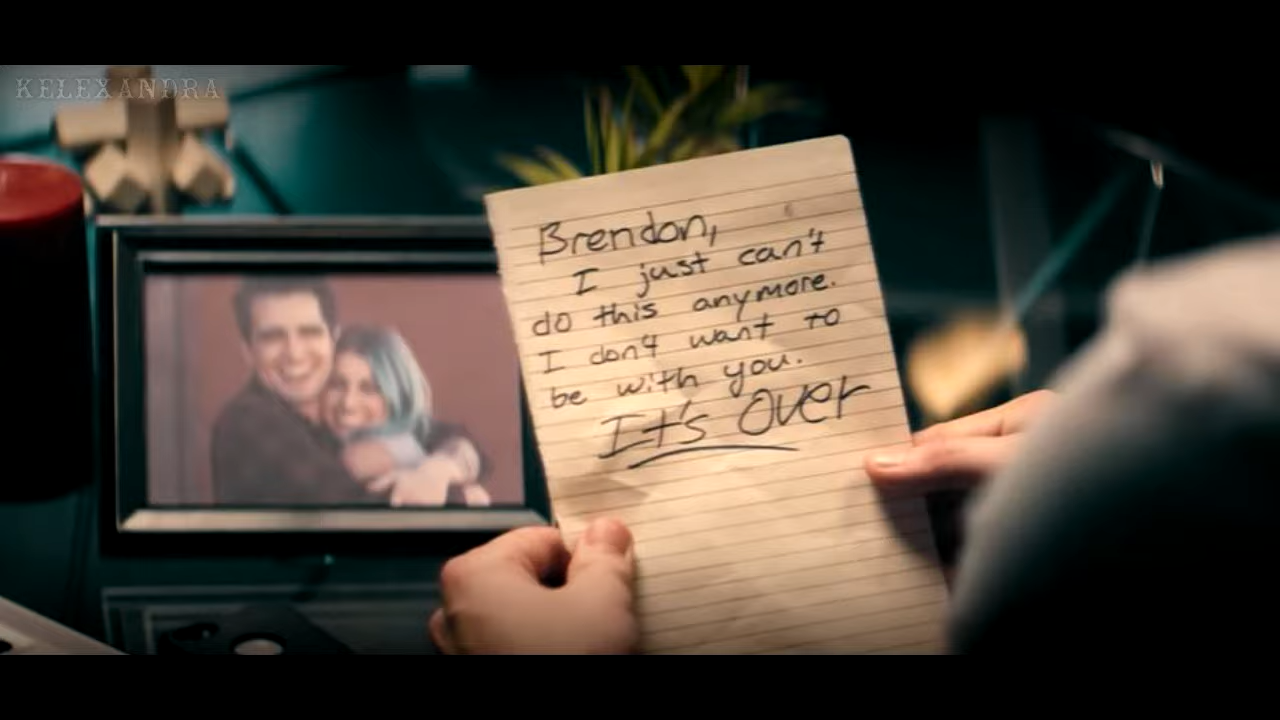 KELEXANDRA
Brendon,
I just can't
do this anymore.
I don't want to
be with you.
It's Over